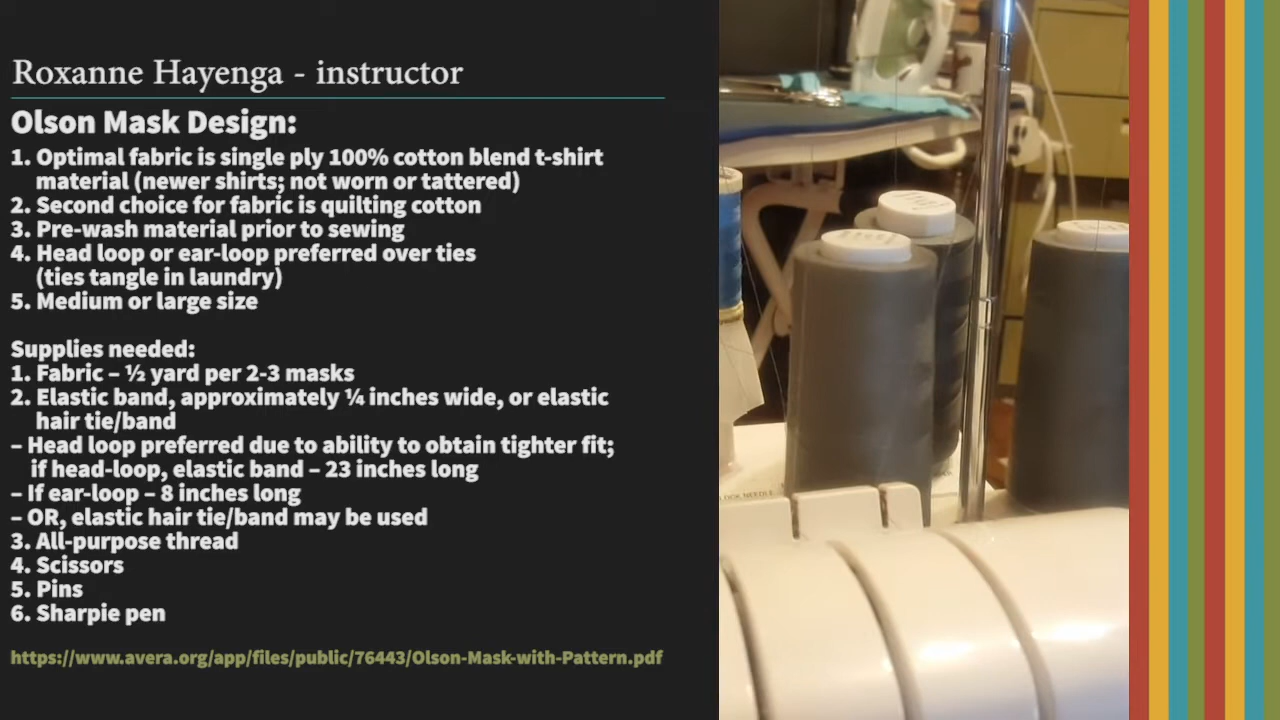 Roxanne Hayenga - instructor
Olson Mask Design:
1. Optimal fabric is single ply 100% cotton blend t-shirt
material (newer shirts; not worn or tattered)
2. Second choice for fabric is quilting cotton
3. Pre-wash material prior to sewing
4. Head loop or ear-loop preferred over ties
(ties tangle in laundry)
5. Medium or large size
Supplies needed:
1. Fabric – ½ yard per 2-3 masks
2. Elastic band, approximately ¼ inches wide, or elastic
hair tie/band
– Head loop preferred due to ability to obtain tighter fit;
if head-loop, elastic band – 23 inches long
– If ear-loop – 8 inches long
– OR, elastic hair tie/band may be used
3. All-purpose thread
4. Scissors
5. Pins
6. Sharpie pen
https://www.avera.org/app/files/public/76443/Olson-Mask-with-Pattern.pdf
NEEDLE